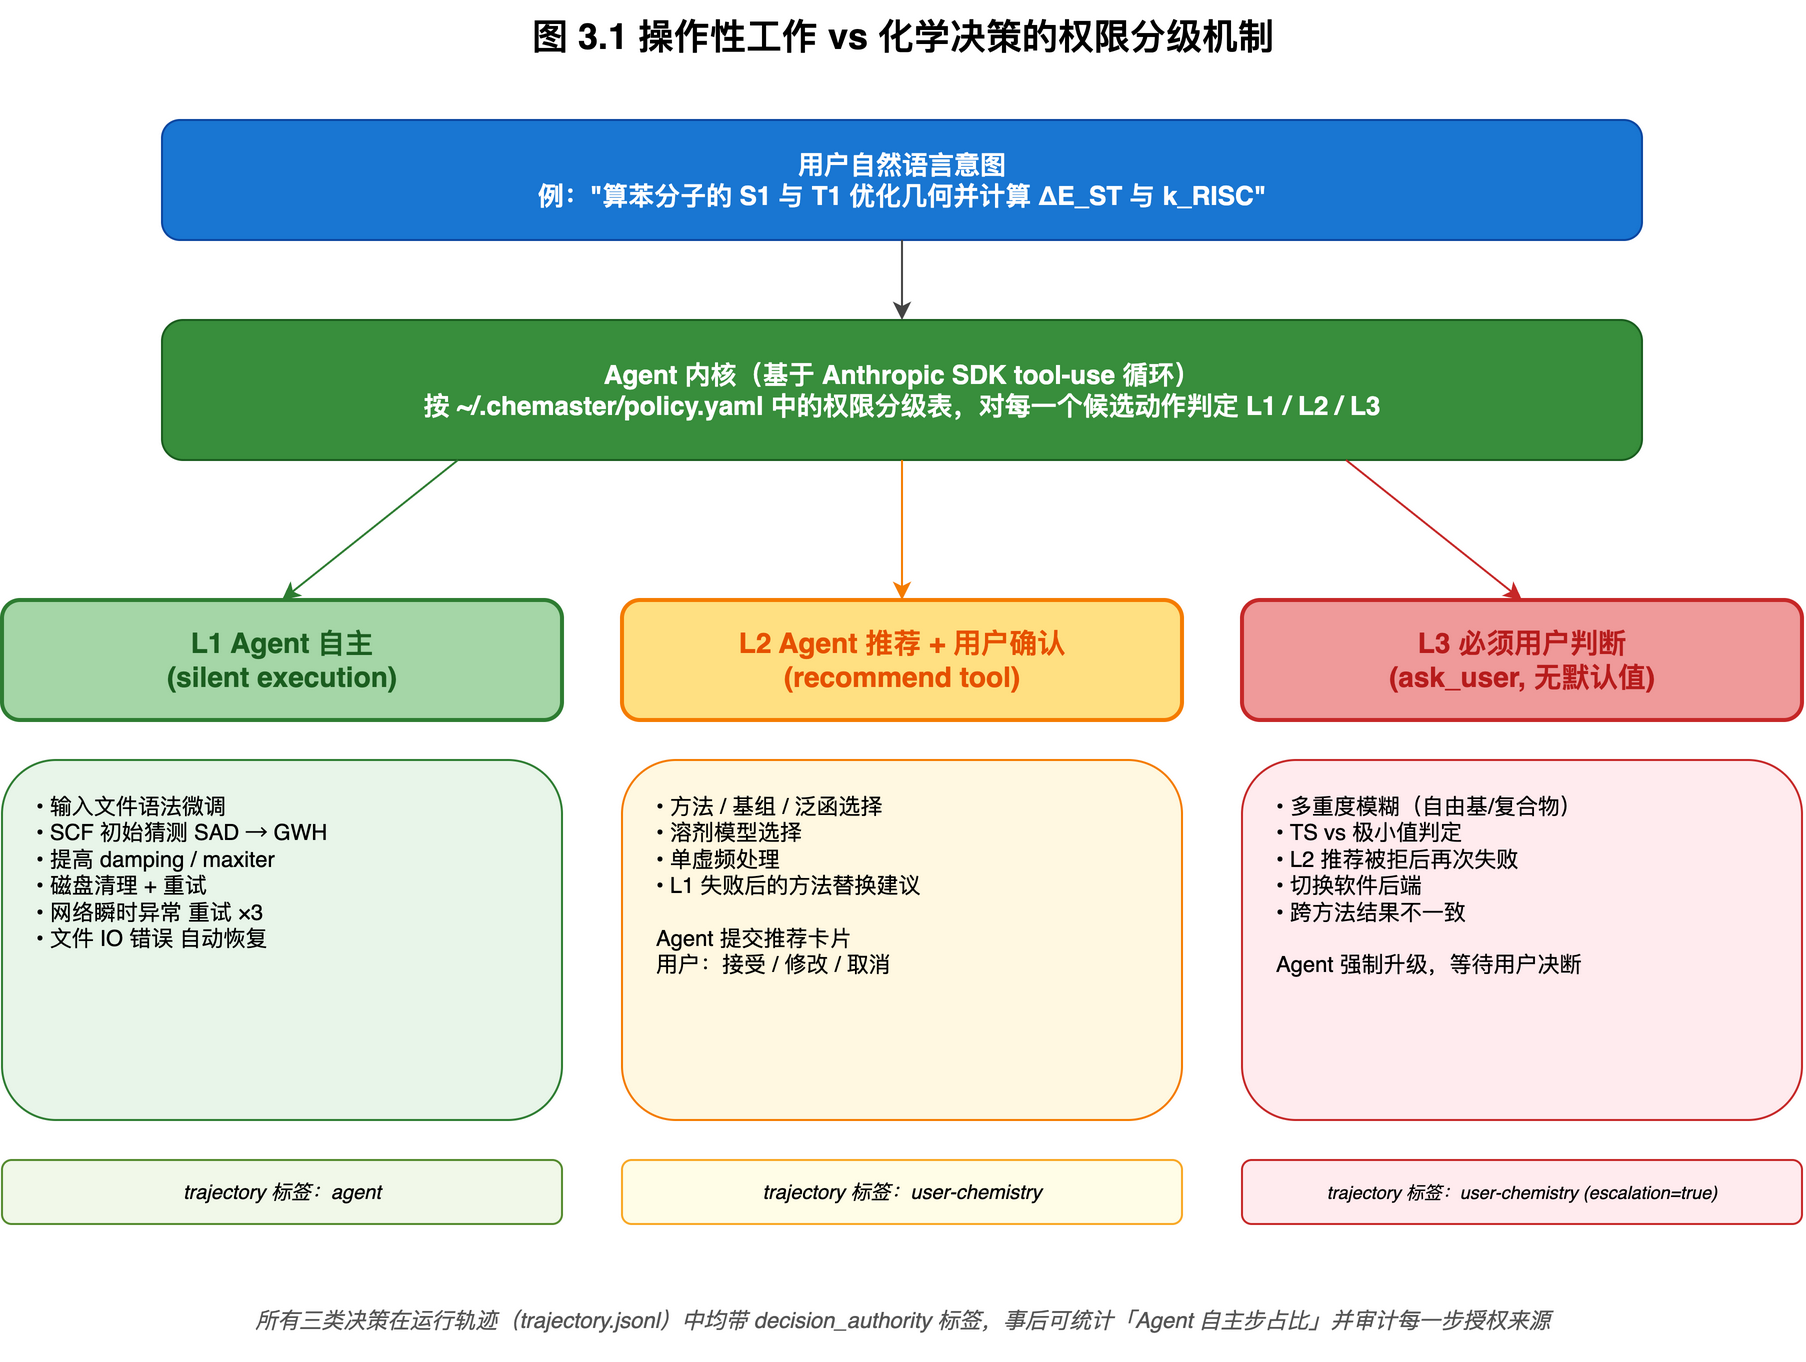 图 3.1 操作性工作 vs 化学决策的权限分级机制
用户自然语言意图
例："算苯分子的 S1 与 T1 优化几何并计算 ΔE_ST 与 k_RISC"
Agent 内核（基于 Anthropic SDK tool-use 循环）
按 ~/.chemaster/policy.yaml 中的权限分级表，对每一个候选动作判定 L1 / L2 / L3
L1 Agent 自主
(silent execution)
L2 Agent 推荐 + 用户确认
(recommend tool)
L3 必须用户判断
(ask_user, 无默认值)
• 输入文件语法微调
• SCF 初始猜测 SAD → GWH
• 提高 damping / maxiter
• 磁盘清理 + 重试
• 网络瞬时异常 重试 ×3
• 文件 IO 错误 自动恢复
• 方法 / 基组 / 泛函选择
• 溶剂模型选择
• 单虚频处理
• L1 失败后的方法替换建议
Agent 提交推荐卡片
用户：接受 / 修改 / 取消
• 多重度模糊（自由基/复合物）
• TS vs 极小值判定
• L2 推荐被拒后再次失败
• 切换软件后端
• 跨方法结果不一致
Agent 强制升级，等待用户决断
trajectory 标签：agent
trajectory 标签：user-chemistry
trajectory 标签：user-chemistry (escalation=true)
所有三类决策在运行轨迹（trajectory.jsonl）中均带 decision_authority 标签，事后可统计「Agent 自主步占比」并审计每一步授权来源